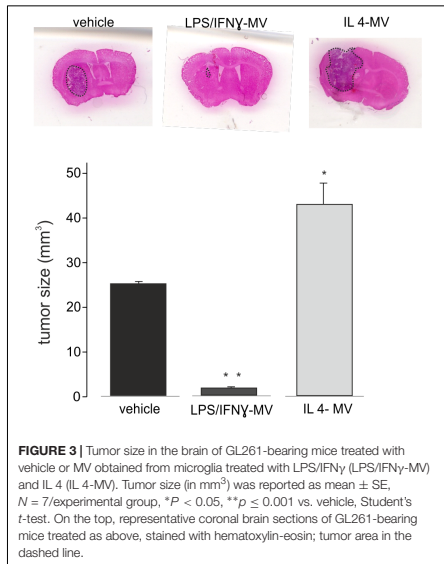 vehicle LPS/IFNɣ-MV IL 4-MV
50
40
30
20
10
0
tumor size (mm³)
*
* *
vehicle LPS/IFNɣ-MV IL 4- MV
FIGURE 3 | Tumor size in the brain of GL261-bearing mice treated with
vehicle or MV obtained from microglia treated with LPS/IFNγ (LPS/IFNγ-MV)
and IL 4 (IL 4-MV). Tumor size (in mm³) was reported as mean ± SE,
N = 7/experimental group, *P < 0.05, **p ≤ 0.001 vs. vehicle, Student's
t-test. On the top, representative coronal brain sections of GL261-bearing
mice treated as above, stained with hematoxylin-eosin; tumor area in the
dashed line.